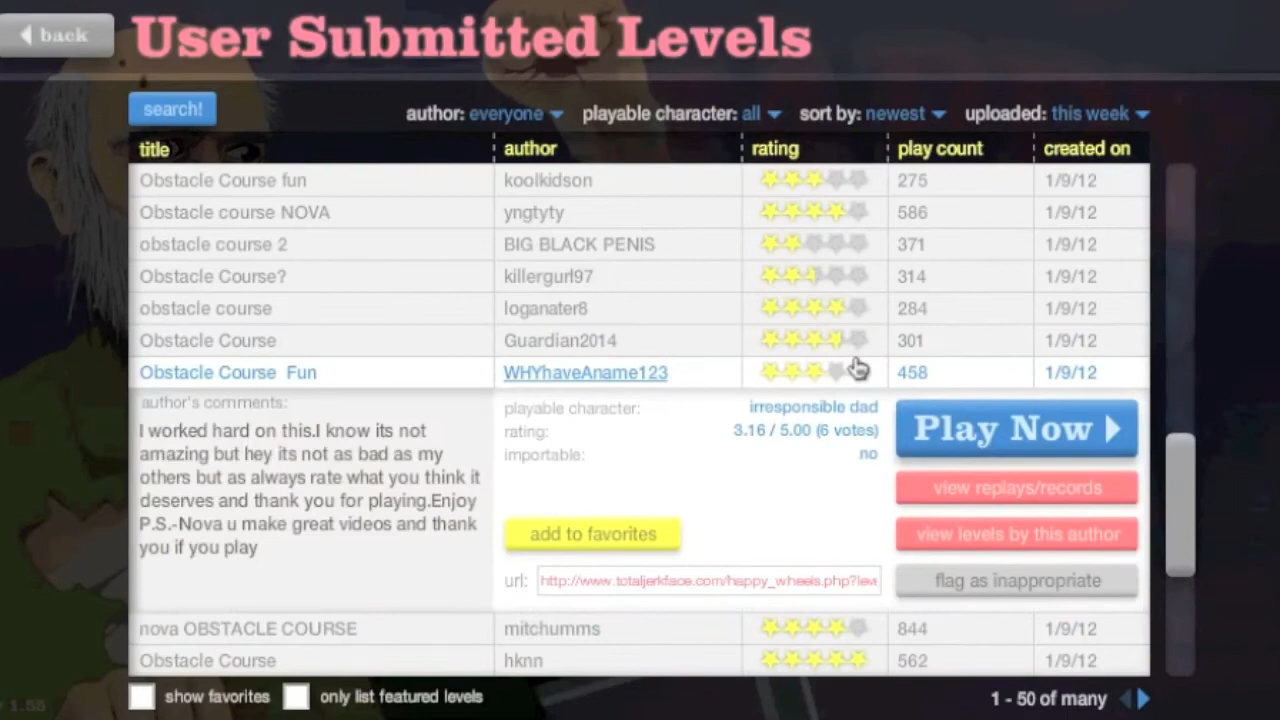 back
User Submitted Levels
search!
author: everyone playable character: all sort by: newest uploaded: this week
title author rating play count created on
Obstacle Course fun koolkidson 275 1/9/12
Obstacle course NOVA yngtyty 586 1/9/12
obstacle course 2 BIG BLACK PENIS 371 1/9/12
Obstacle Course? killergurl97 314 1/9/12
obstacle course loganater8 284 1/9/12
Obstacle Course Guardian2014 301 1/9/12
Obstacle Course  Fun WHYhaveAname123 458 1/9/12
author's comments:
I worked hard on this.I know its not
amazing but hey its not as bad as my
others but as always rate what you think it
deserves and thank you for playing.Enjoy
P.S.-Nova u make great videos and thank
you if you play
playable character: irresponsible dad
rating: 3.16 / 5.00 (6 votes)
importable: no
add to favorites
url: http://www.totaljerkface.com/happy_wheels.php?leve
Play Now
view replays/records
view levels by this author
flag as inappropriate
nova OBSTACLE COURSE mitchumms 844 1/9/12
Obstacle Course hknn 562 1/9/12
show favorites only list featured levels 1 - 50 of many
1.55